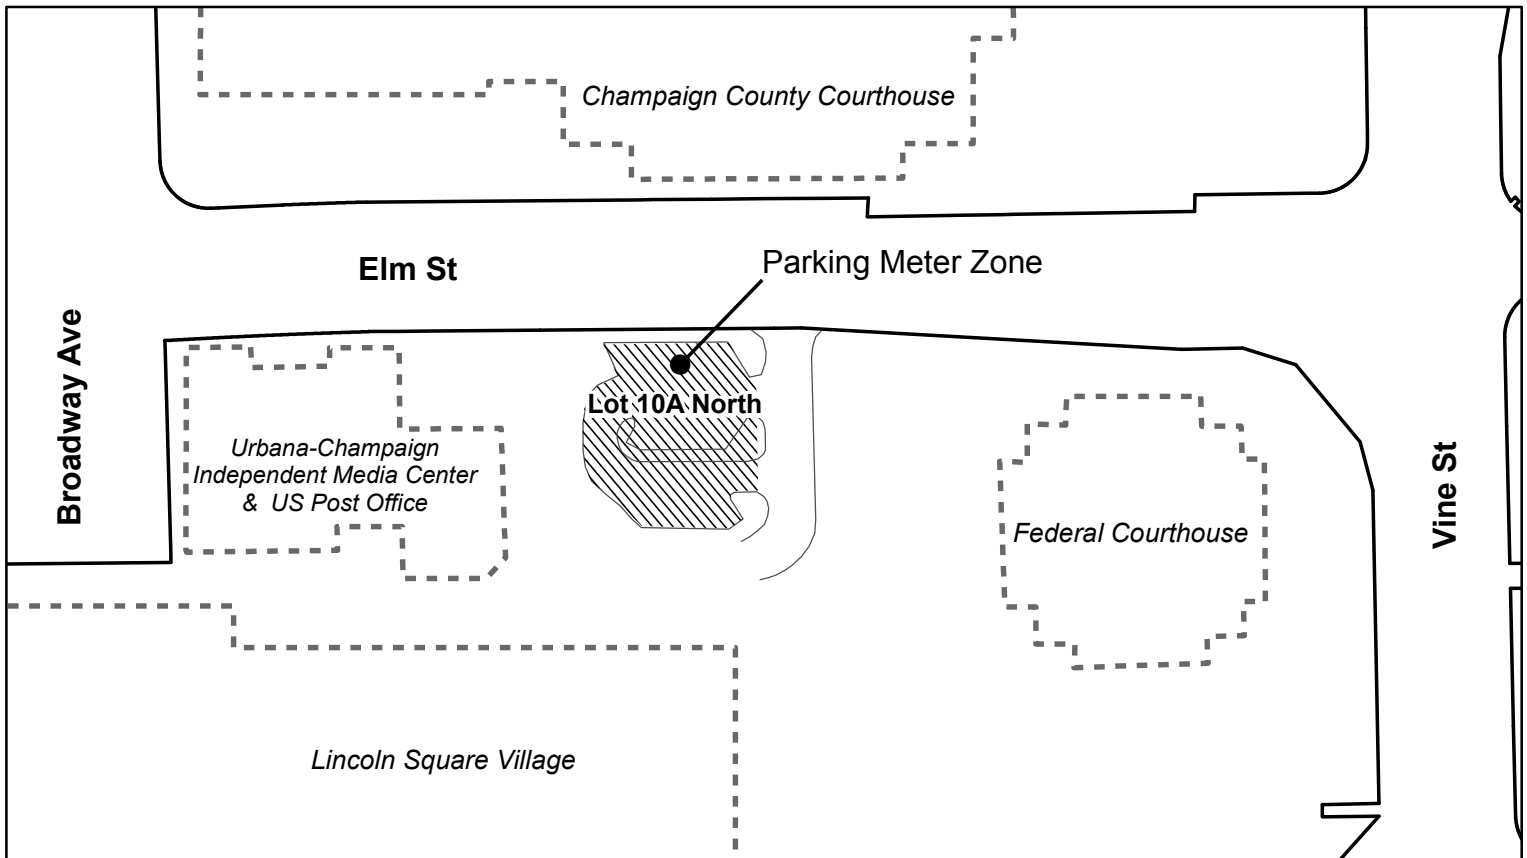 Champaign County Courthouse
Elm St
Parking Meter Zone
Broadway Ave
Lot 10A North
Urbana-Champaign
Independent Media Center
& US Post Office
Federal Courthouse
Vine St
Lincoln Square Village